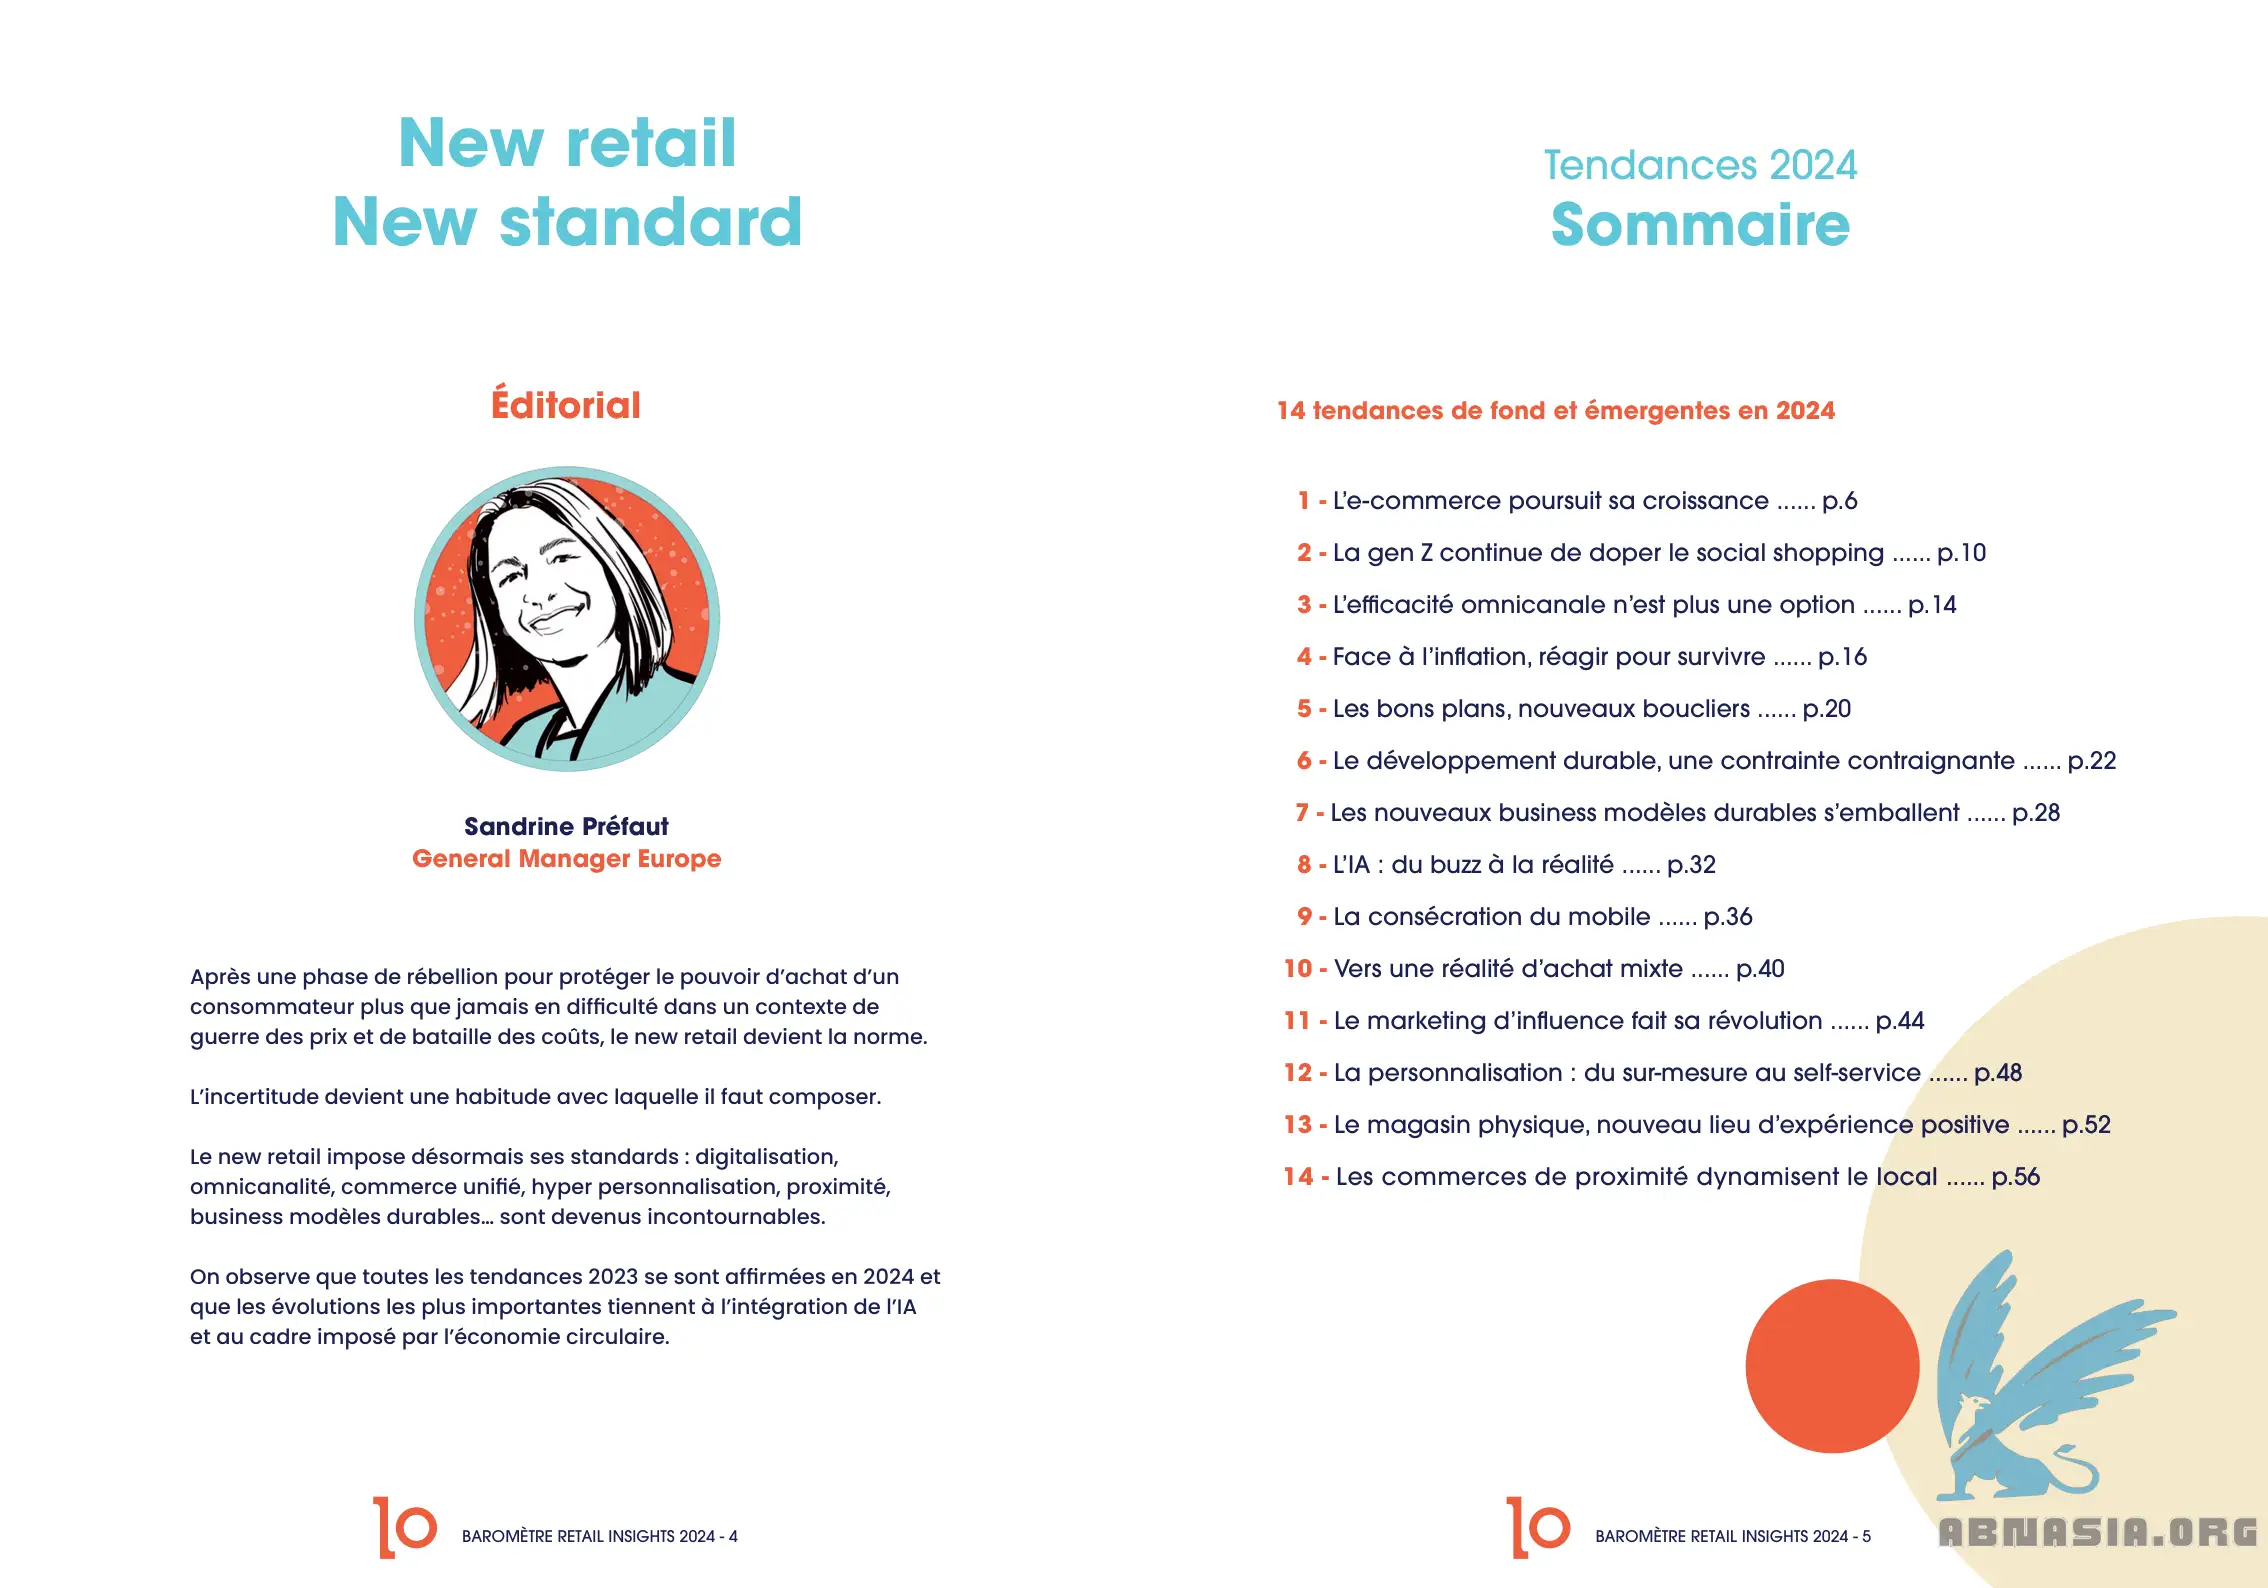 New retail
New standard
Éditorial
Sandrine Préfaut
General Manager Europe
Après une phase de rébellion pour protéger le pouvoir d’achat d’un
consommateur plus que jamais en difficulté dans un contexte de
guerre des prix et de bataille des coûts, le new retail devient la norme.
L’incertitude devient une habitude avec laquelle il faut composer.
Le new retail impose désormais ses standards : digitalisation,
omnicanalité, commerce unifié, hyper personnalisation, proximité,
business modèles durables… sont devenus incontournables.
On observe que toutes les tendances 2023 se sont affirmées en 2024 et
que les évolutions les plus importantes tiennent à l’intégration de l’IA
et au cadre imposé par l’économie circulaire.
10
BAROMÈTRE RETAIL INSIGHTS 2024 - 4
Tendances 2024
Sommaire
14 tendances de fond et émergentes en 2024
1 - L’e-commerce poursuit sa croissance ...... p.6
2 - La gen Z continue de doper le social shopping ...... p.10
3 - L’efficacité omnicanale n’est plus une option ...... p.14
4 - Face à l’inflation, réagir pour survivre ...... p.16
5 - Les bons plans, nouveaux boucliers ...... p.20
6 - Le développement durable, une contrainte contraignante ...... p.22
7 - Les nouveaux business modèles durables s’emballent ...... p.28
8 - L’IA : du buzz à la réalité ...... p.32
9 - La consécration du mobile ...... p.36
10 - Vers une réalité d’achat mixte ...... p.40
11 - Le marketing d’influence fait sa révolution ...... p.44
12 - La personnalisation : du sur-mesure au self-service ...... p.48
13 - Le magasin physique, nouveau lieu d’expérience positive ...... p.52
14 - Les commerces de proximité dynamisent le local ...... p.56
10
BAROMÈTRE RETAIL INSIGHTS 2024 - 5
ABNASIA.ORG